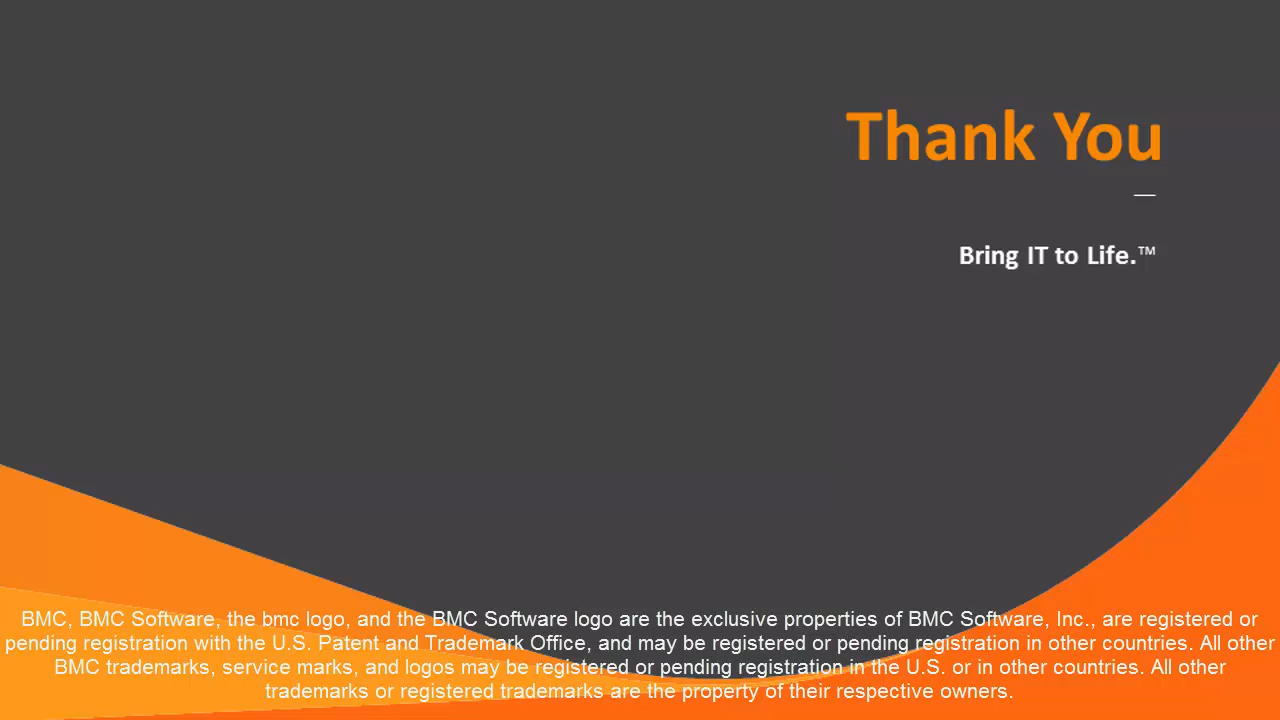 Thank You
Bring IT to Life.™
BMC, BMC Software, the bmc logo, and the BMC Software logo are the exclusive properties of BMC Software, Inc., are registered or
pending registration with the U.S. Patent and Trademark Office, and may be registered or pending registration in other countries. All other
BMC trademarks, service marks, and logos may be registered or pending registration in the U.S. or in other countries. All other
trademarks or registered trademarks are the property of their respective owners.